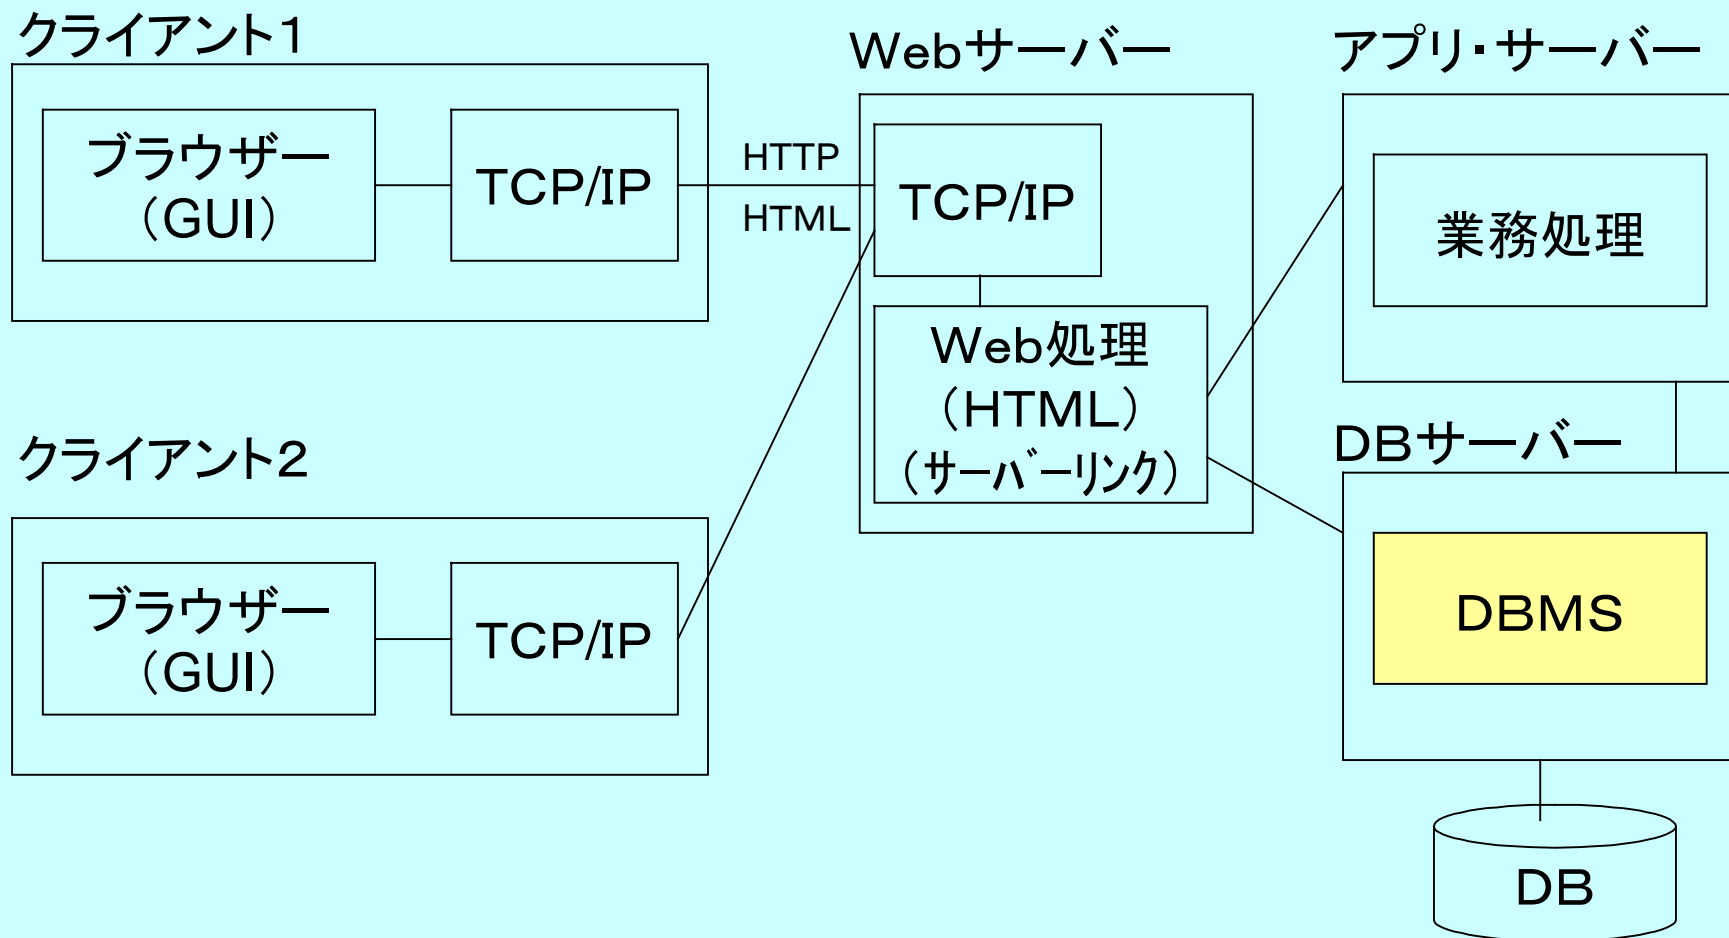 クライアント1
ブラウザー
(GUI)
TCP/IP
HTTP
HTML
クライアント2
ブラウザー
(GUI)
TCP/IP
Webサーバー
TCP/IP
Web処理
(HTML)
(サーバーリンク)
アプリ・サーバー
業務処理
DBサーバー
DBMS
DB